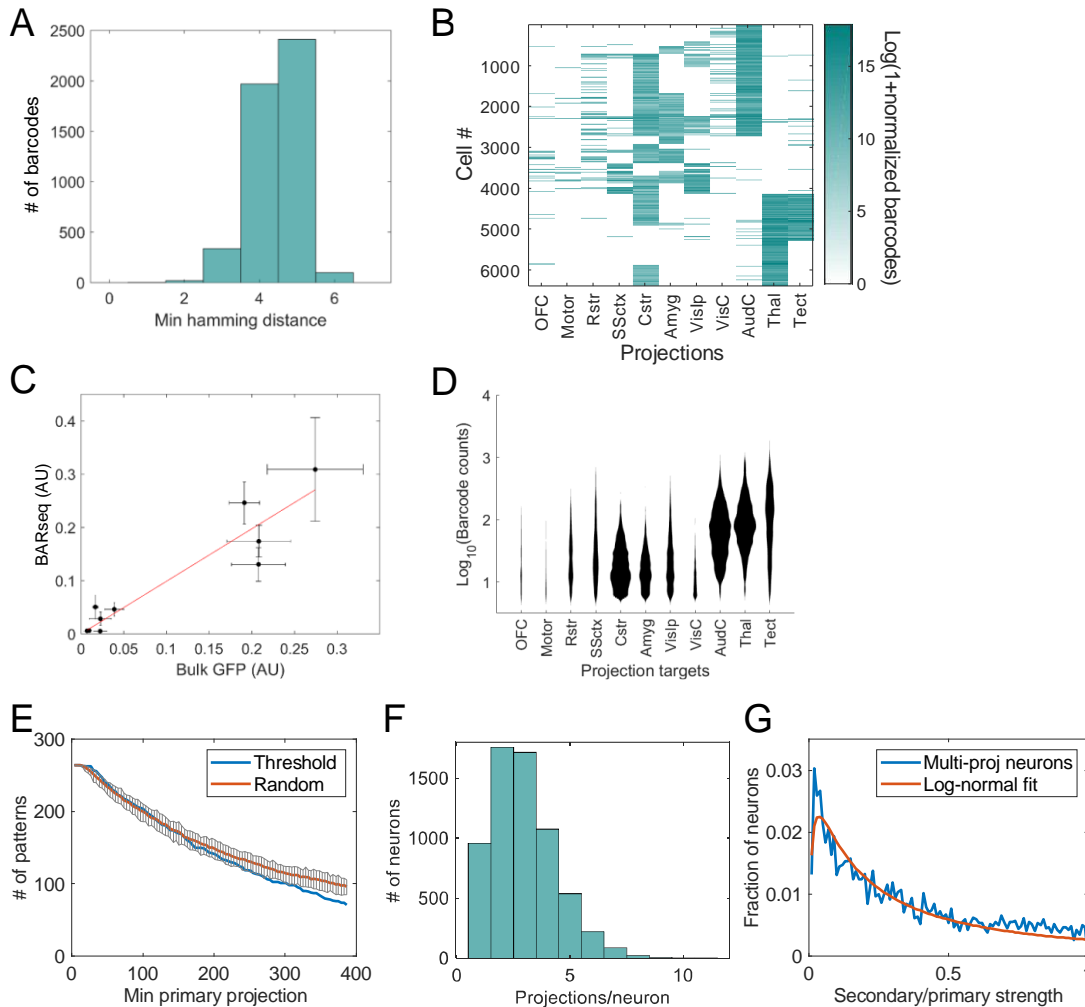 A
2500
2000
1500
1000
500
0
# of barcodes
0 2 4 6
Min hamming distance
B
1000
2000
3000
4000
5000
6000
Cell #
OFC
Motor
Rstr
SSctx
Cstr
Amyg
VisIp
VisC
AudC
Thal
Tect
Projections
15
10
5
0
Log(1+normalized barcodes)
C
0.4
0.3
0.2
0.1
0
BARseq (AU)
0 0.05 0.1 0.15 0.2 0.25 0.3
Bulk GFP (AU)
D
4
3
2
1
Log10(Barcode counts)
OFC
Motor
Rstr
SSctx
Cstr
Amyg
VisIp
VisC
AudC
Thal
Tect
Projection targets
E
300
200
100
0
# of patterns
Threshold
Random
0 100 200 300 400
Min primary projection
F
1500
1000
500
0
# of neurons
0 5 10
Projections/neuron
G
0.03
0.02
0.01
0
Fraction of neurons
Multi-proj neurons
Log-normal fit
0 0.5 1
Secondary/primary strength